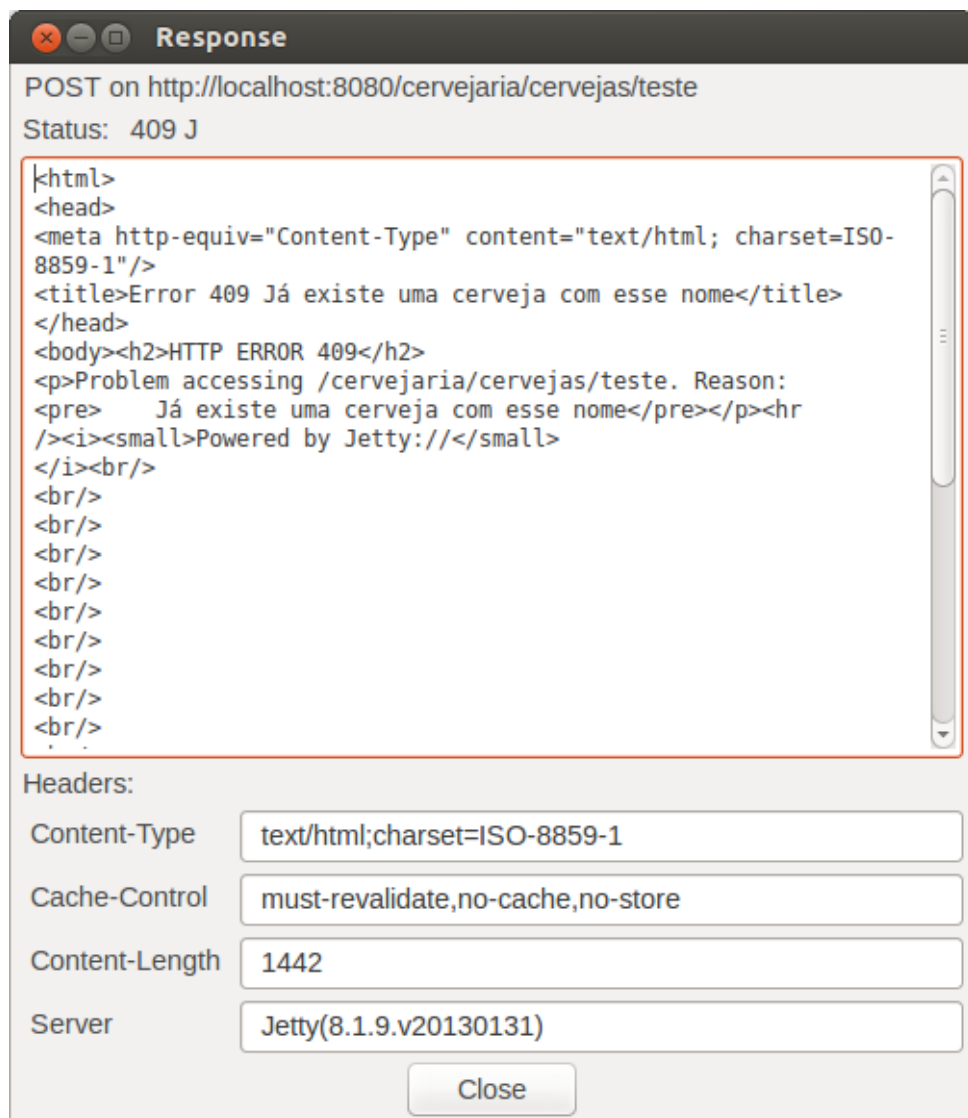 Response
POST on http://localhost:8080/cervejaria/cervejas/teste
Status: 409 J
<html>
<head>
<meta http-equiv="Content-Type" content="text/html; charset=ISO-
8859-1"/>
<title>Error 409 Já existe uma cerveja com esse nome</title>
</head>
<body><h2>HTTP ERROR 409</h2>
<p>Problem accessing /cervejaria/cervejas/teste. Reason:
<pre>    Já existe uma cerveja com esse nome</pre></p><hr
/><i><small>Powered by Jetty://</small>
</i><br/>
<br/>
<br/>
<br/>
<br/>
<br/>
<br/>
<br/>
<br/>
<br/>
Headers:
Content-Type text/html;charset=ISO-8859-1
Cache-Control must-revalidate,no-cache,no-store
Content-Length 1442
Server Jetty(8.1.9.v20130131)
Close